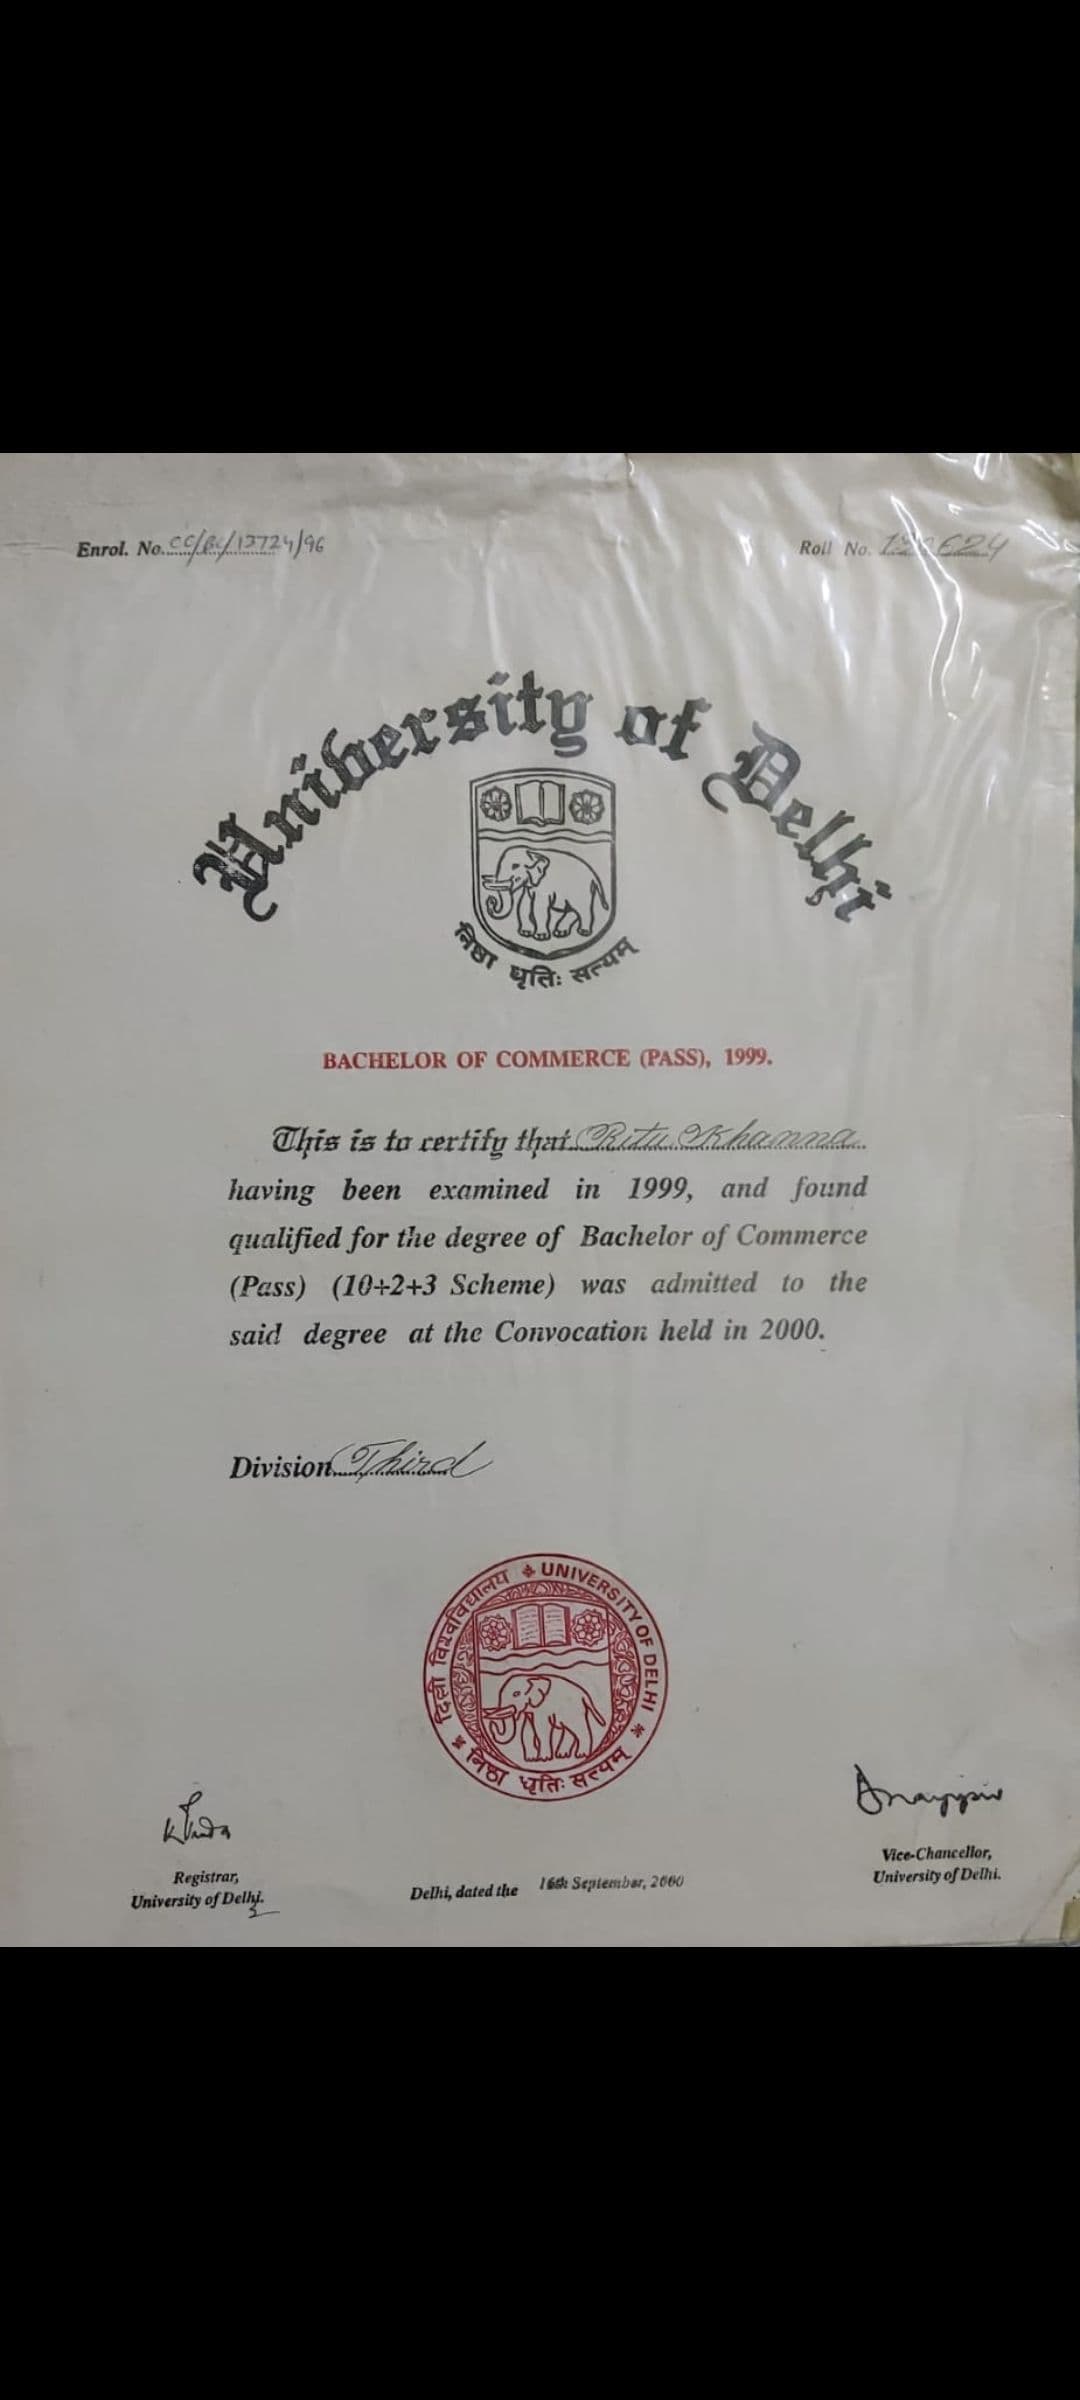 Enrol. No. CC/BC/13724/96
Roll No.
University of Delhi
निष्ठा धृतिः सत्यम्
BACHELOR OF COMMERCE (PASS), 1999.
This is to certify that Ritu Khanna
having been examined in 1999, and found
qualified for the degree of Bachelor of Commerce
(Pass) (10+2+3 Scheme) was admitted to the
said degree at the Convocation held in 2000.
Division Third
दिल्ली विश्वविद्यालय UNIVERSITY OF DELHI
निष्ठा धृतिः सत्यम्
Registrar,
University of Delhi.
Delhi, dated the 16th September, 2000
Vice-Chancellor,
University of Delhi.